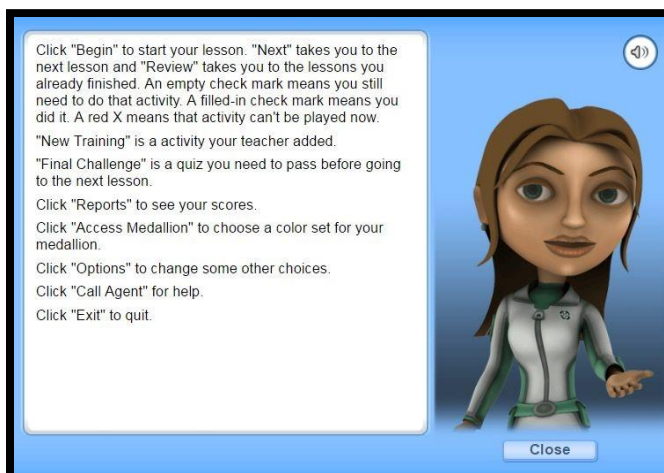 Click "Begin" to start your lesson. "Next" takes you to the
next lesson and "Review" takes you to the lessons you
already finished. An empty check mark means you still
need to do that activity. A filled-in check mark means you
did it. A red X means that activity can't be played now.
"New Training" is a activity your teacher added.
"Final Challenge" is a quiz you need to pass before going
to the next lesson.
Click "Reports" to see your scores.
Click "Access Medallion" to choose a color set for your
medallion.
Click "Options" to change some other choices.
Click "Call Agent" for help.
Click "Exit" to quit.
Close